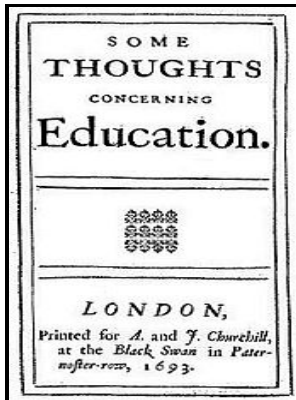 SOME
THOUGHTS
CONCERNING
Education.
LONDON,
Printed for A. and J. Churchill,
at the Black Swan in Pater-
noſter-row, 1693.